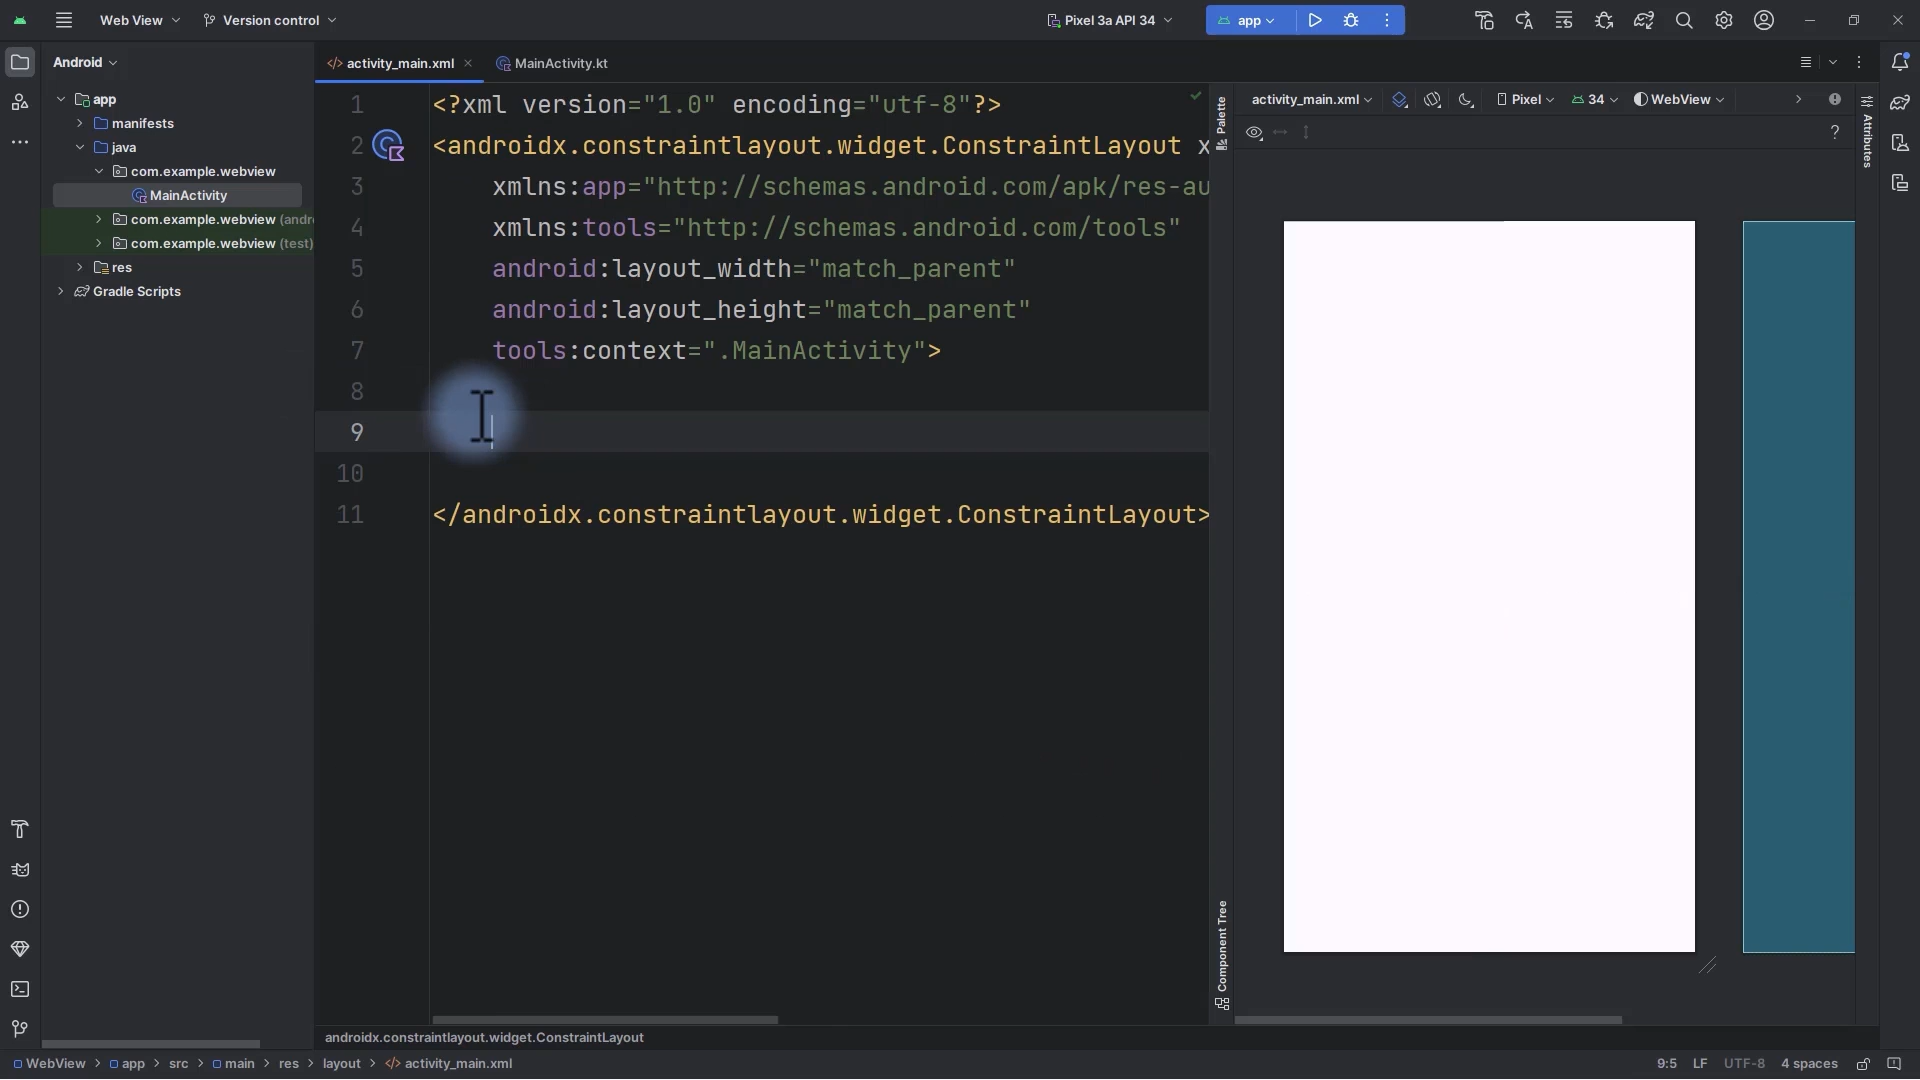 Web View
Version control
Pixel 3a API 34
app
Android
activity_main.xml
MainActivity.kt
app
manifests
java
com.example.webview
MainActivity
com.example.webview (andr
com.example.webview (test)
res
Gradle Scripts
1 <?xml version="1.0" encoding="utf-8"?>
2 <androidx.constraintlayout.widget.ConstraintLayout x
3 xmlns:app="http://schemas.android.com/apk/res-au
4 xmlns:tools="http://schemas.android.com/tools"
5 android:layout_width="match_parent"
6 android:layout_height="match_parent"
7 tools:context=".MainActivity">
8
9
10
11 </androidx.constraintlayout.widget.ConstraintLayout>
Palette
Component Tree
activity_main.xml
Pixel
34
WebView
?
Attributes
androidx.constraintlayout.widget.ConstraintLayout
WebView > app > src > main > res > layout > activity_main.xml
9:5 LF UTF-8 4 spaces